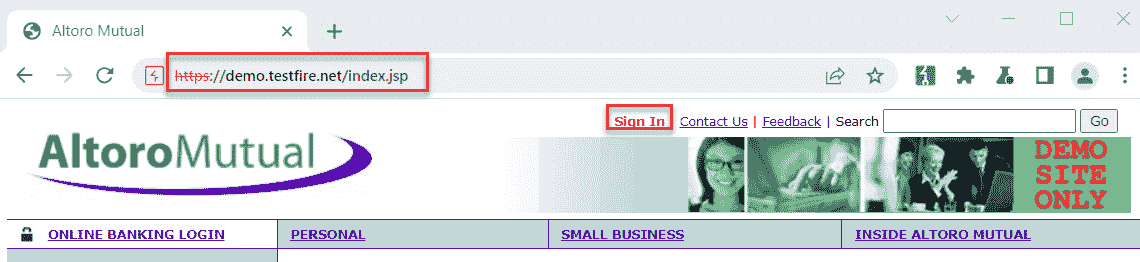 Altoro Mutual
https://demo.testfire.net/index.jsp
Sign In | Contact Us | Feedback | Search Go
AltoroMutual
DEMO
SITE
ONLY
ONLINE BANKING LOGIN PERSONAL SMALL BUSINESS INSIDE ALTORO MUTUAL